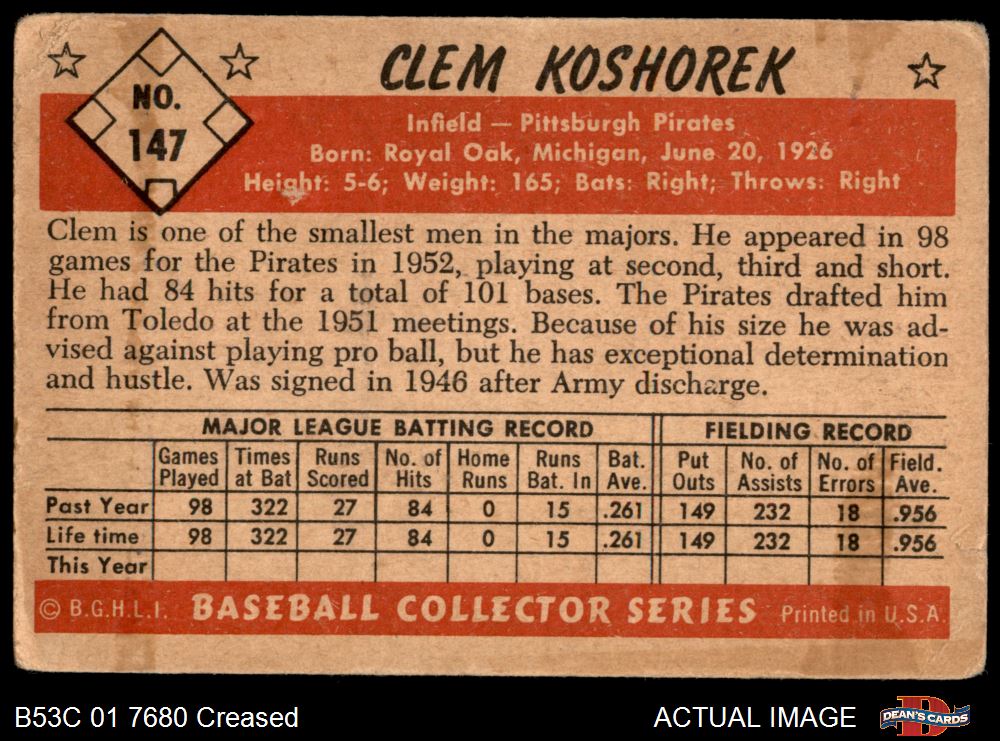 NO.
147
CLEM KOSHOREK
Infield — Pittsburgh Pirates
Born: Royal Oak, Michigan, June 20, 1926
Height: 5-6; Weight: 165; Bats: Right; Throws: Right
Clem is one of the smallest men in the majors. He appeared in 98
games for the Pirates in 1952, playing at second, third and short.
He had 84 hits for a total of 101 bases. The Pirates drafted him
from Toledo at the 1951 meetings. Because of his size he was ad-
vised against playing pro ball, but he has exceptional determination
and hustle. Was signed in 1946 after Army discharge.
MAJOR LEAGUE BATTING RECORD FIELDING RECORD
Games Times Runs No. of Home Runs Bat. Put No. of No. of Field.
Played at Bat Scored Hits Runs Bat. In Ave. Outs Assists Errors Ave.
Past Year 98 322 27 84 0 15 .261 149 232 18 .956
Life time 98 322 27 84 0 15 .261 149 232 18 .956
This Year
© B.G.H.L.I. BASEBALL COLLECTOR SERIES Printed in U.S.A.
B53C 01 7680 Creased ACTUAL IMAGE DEAN'S CARDS